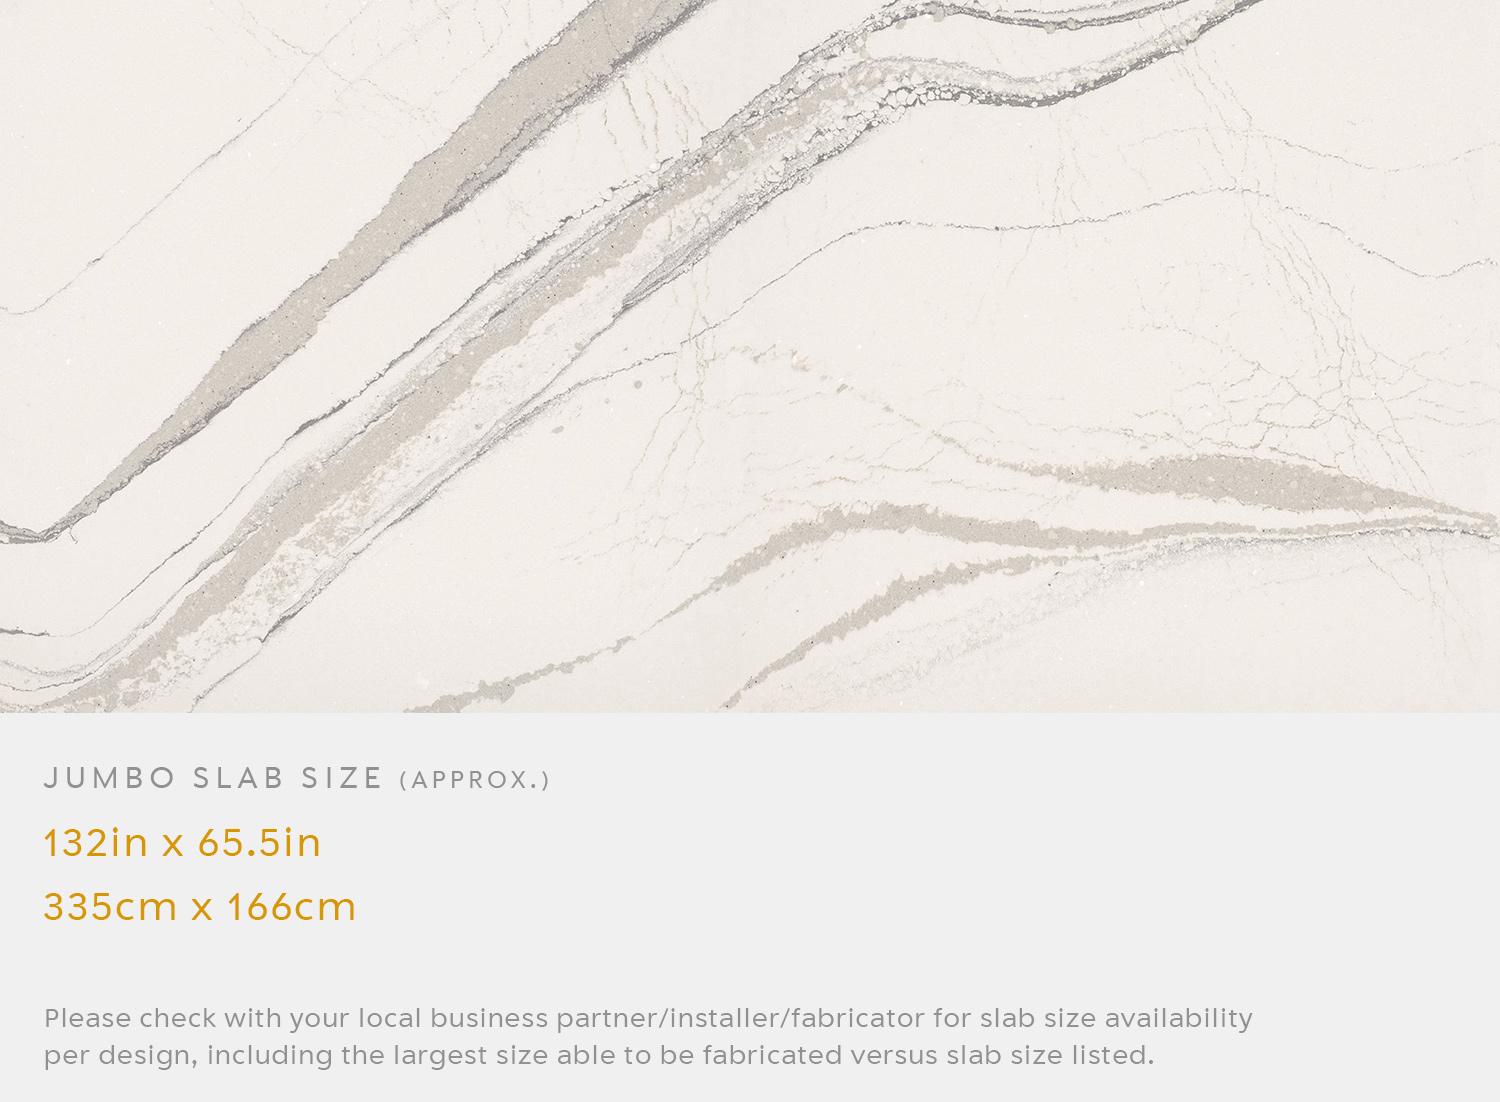 JUMBO SLAB SIZE (APPROX.)
132in x 65.5in
335cm x 166cm
Please check with your local business partner/installer/fabricator for slab size availability
per design, including the largest size able to be fabricated versus slab size listed.